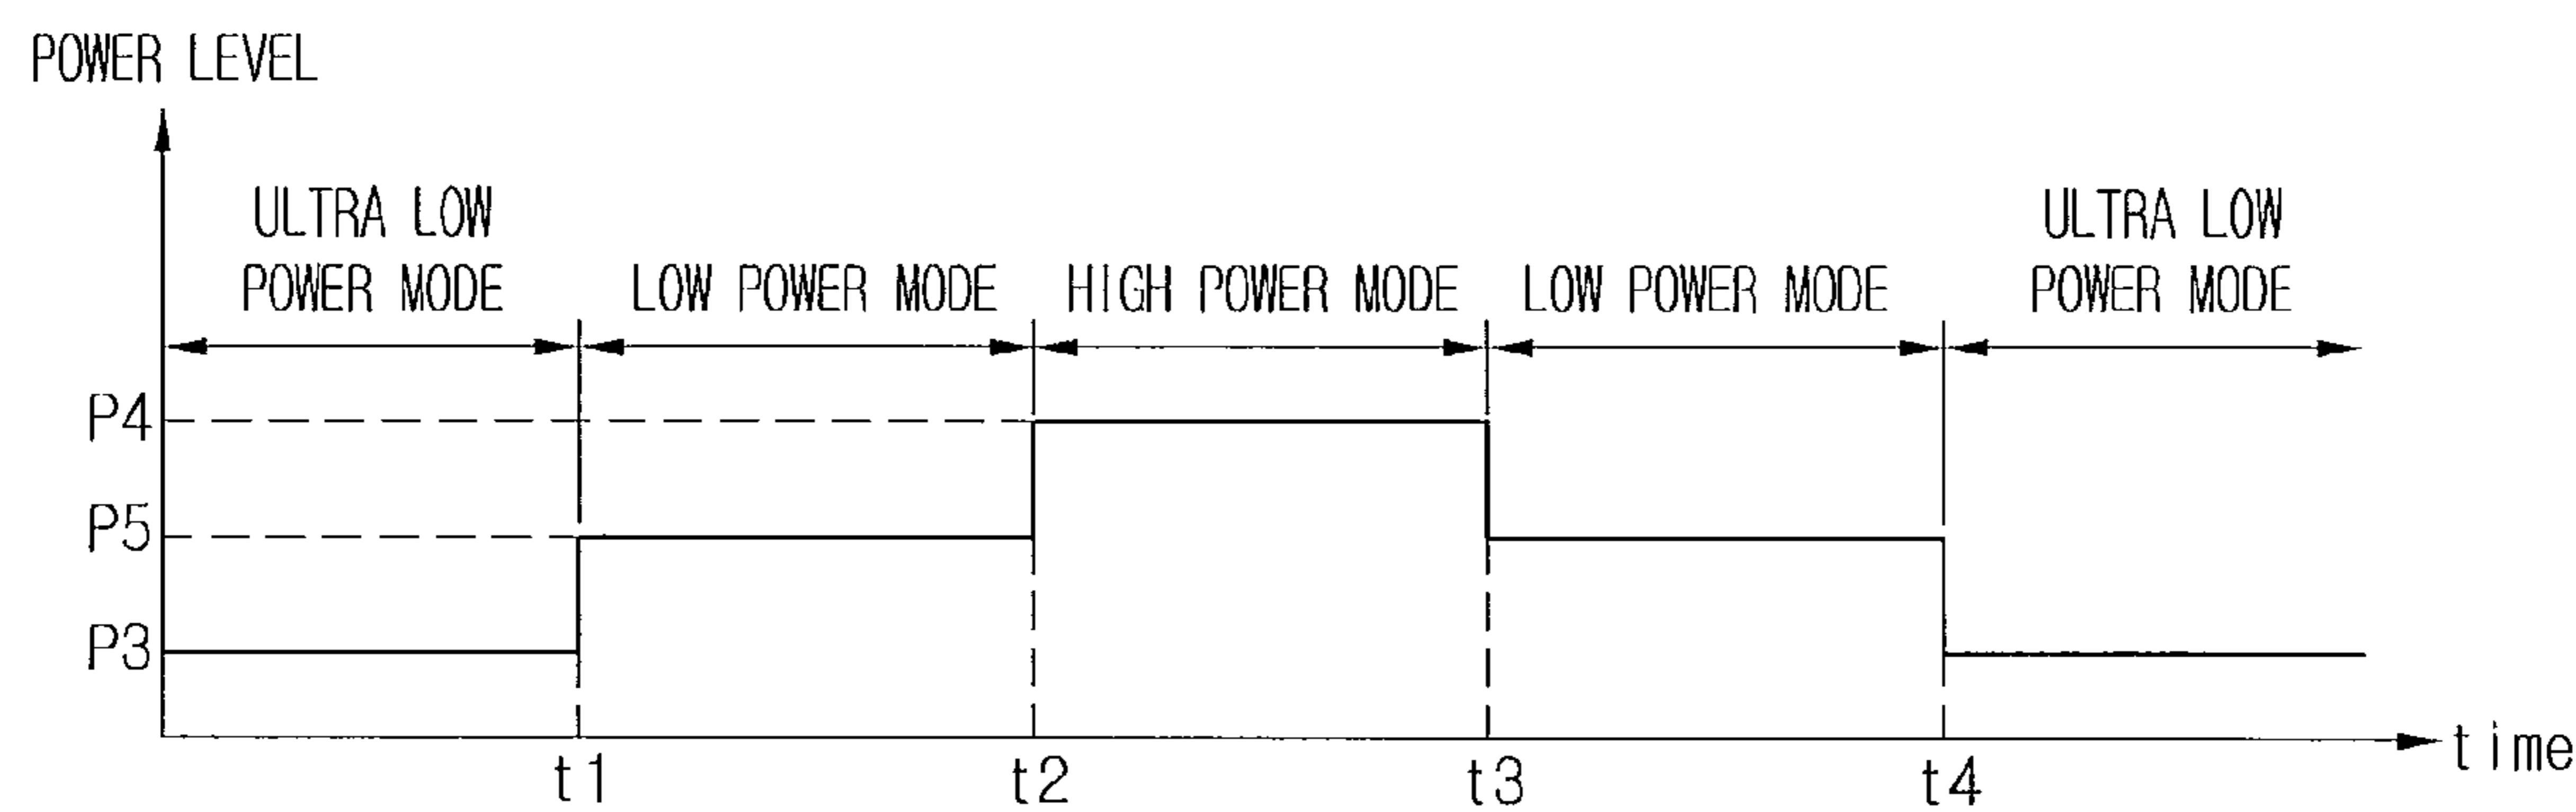 POWER LEVEL
ULTRA LOW
POWER MODE
LOW POWER MODE
HIGH POWER MODE
LOW POWER MODE
ULTRA LOW
POWER MODE
P4
P5
P3
t1
t2
t3
t4
time